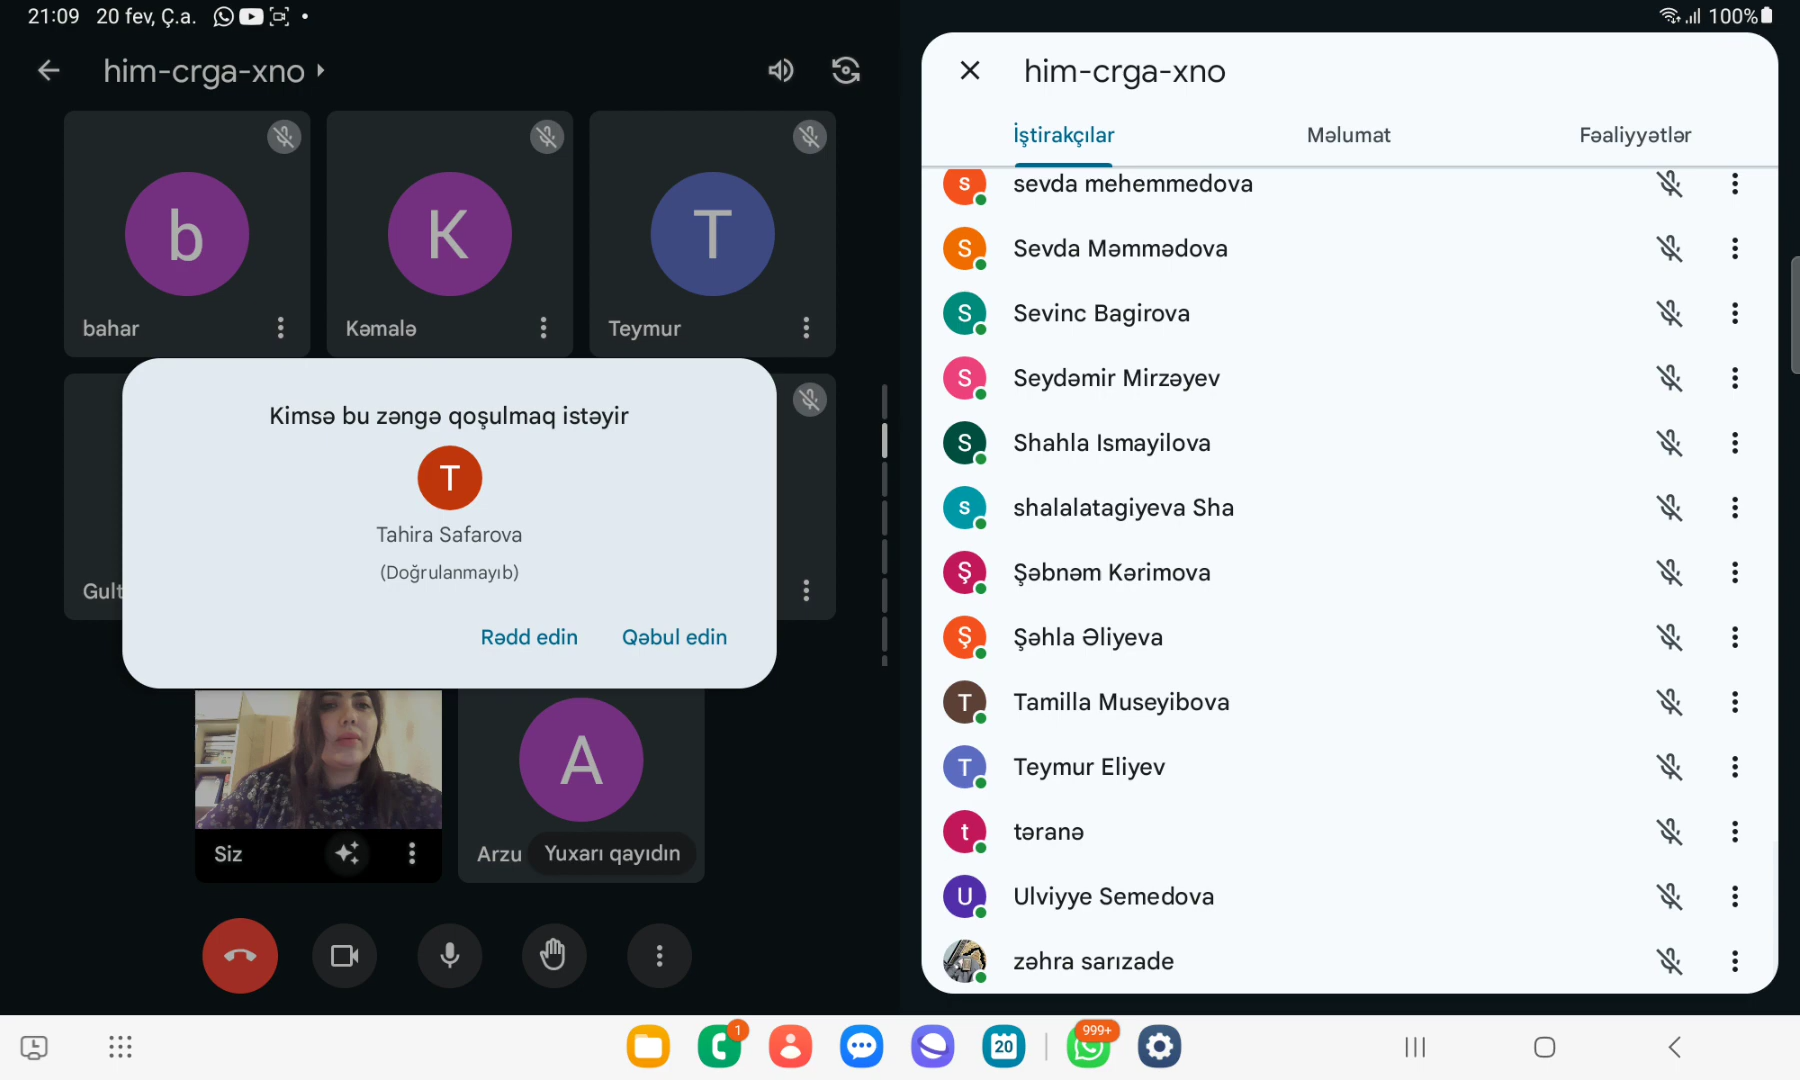 21:09 20 fev, Ç.a.
100%
him-crga-xno
b
bahar
K
Kəmalə
T
Teymur
Gult
Kimsə bu zəngə qoşulmaq istəyir
T
Tahira Safarova
(Doğrulanmayıb)
Rədd edin Qəbul edin
Siz
A
Arzu
Yuxarı qayıdın
him-crga-xno
İştirakçılar Məlumat Fəaliyyətlər
s sevda mehemmedova
S Sevda Məmmədova
S Sevinc Bagirova
S Seydəmir Mirzəyev
S Shahla Ismayilova
s shalalatagiyeva Sha
Ş Şəbnəm Kərimova
Ş Şəhla Əliyeva
T Tamilla Museyibova
T Teymur Eliyev
t təranə
U Ulviyye Semedova
zəhra sarızade
1
20
999+